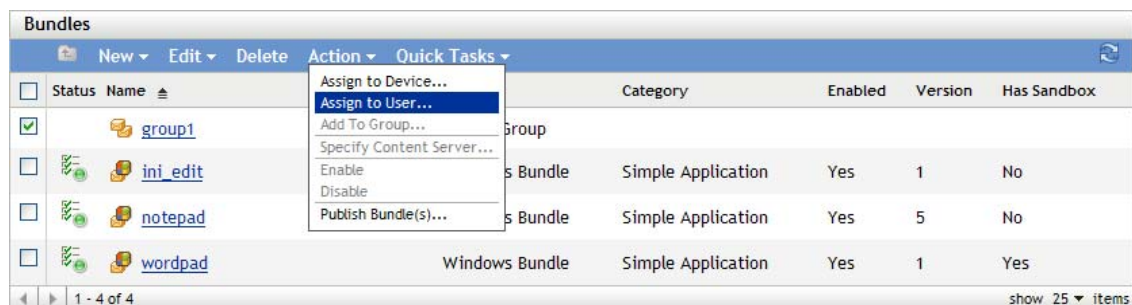 Bundles
New Edit Delete Action Quick Tasks
Status Name Category Enabled Version Has Sandbox
Assign to Device...
Assign to User...
Add To Group...
Specify Content Server...
Enable
Disable
Publish Bundle(s)...
group1 Group
ini_edit s Bundle Simple Application Yes 1 No
notepad s Bundle Simple Application Yes 5 No
wordpad Windows Bundle Simple Application Yes 1 Yes
1 - 4 of 4 show 25 items